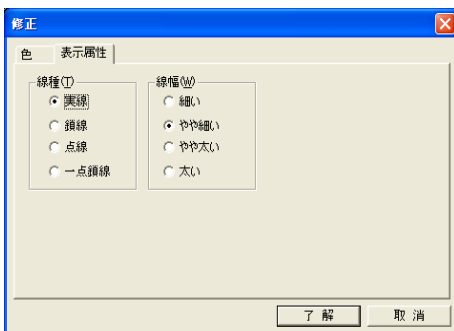 修正
色 表示属性
線種(T) 線幅(W)
実線 細い
鎖線 やや細い
点線 やや太い
一点鎖線 太い
了解 取消